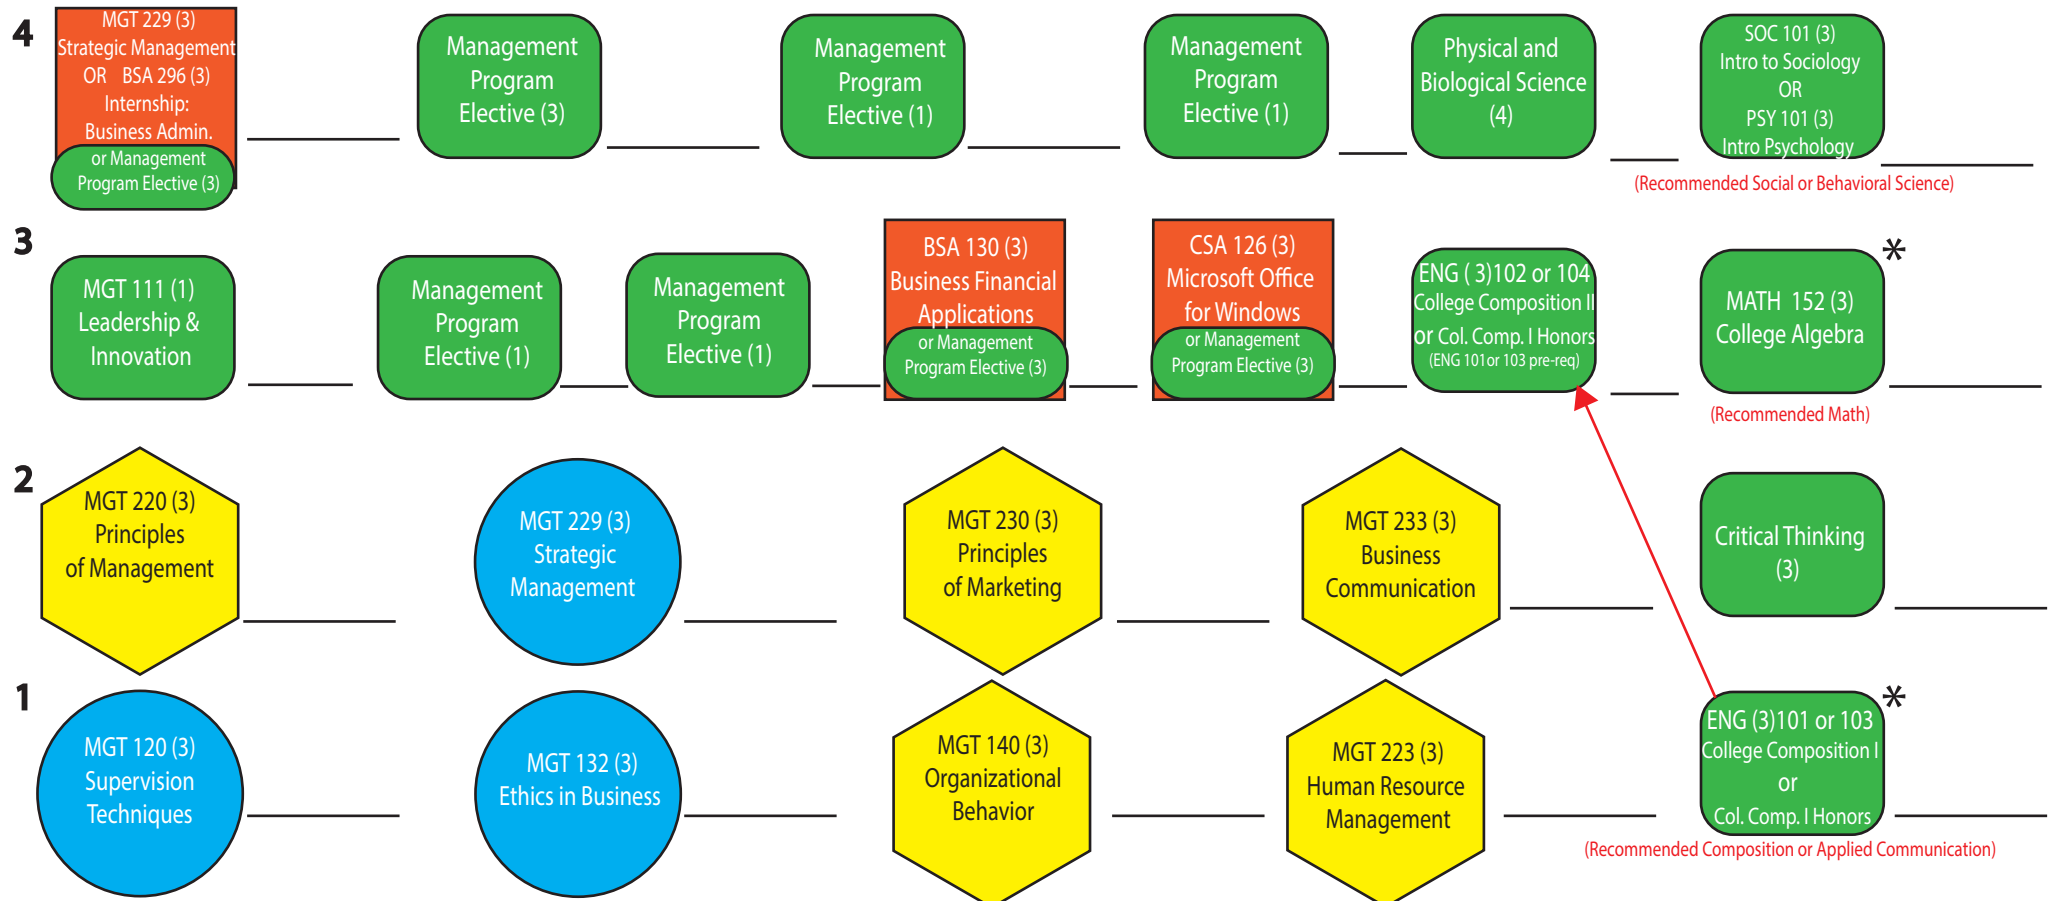 4
MGT 229 (3)
Strategic Management
OR BSA 296 (3)
Internship:
Business Admin.
or Management
Program Elective (3)
Management
Program
Elective (3)
Management
Program
Elective (1)
Management
Program
Elective (1)
Physical and
Biological Science
(4)
SOC 101 (3)
Intro to Sociology
OR
PSY 101 (3)
Intro Psychology
(Recommended Social or Behavioral Science)
3
MGT 111 (1)
Leadership &
Innovation
Management
Program
Elective (1)
Management
Program
Elective (1)
BSA 130 (3)
Business Financial
Applications
or Management
Program Elective (3)
CSA 126 (3)
Microsoft Office
for Windows
or Management
Program Elective (3)
ENG ( 3)102 or 104
College Composition II
or Col. Comp. I Honors
(ENG 101or 103 pre-req)
*
MATH 152 (3)
College Algebra
(Recommended Math)
2
MGT 220 (3)
Principles
of Management
MGT 229 (3)
Strategic
Management
MGT 230 (3)
Principles
of Marketing
MGT 233 (3)
Business
Communication
Critical Thinking
(3)
1
MGT 120 (3)
Supervision
Techniques
MGT 132 (3)
Ethics in Business
MGT 140 (3)
Organizational
Behavior
MGT 223 (3)
Human Resource
Management
*
ENG (3)101 or 103
College Composition I
or
Col. Comp. I Honors
(Recommended Composition or Applied Communication)